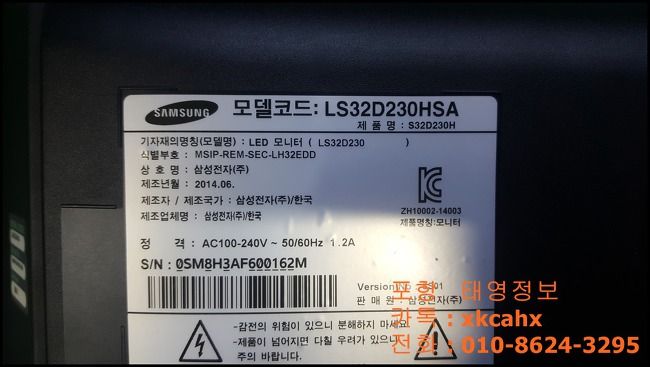 SAMSUNG
모델코드: LS32D230HSA
제 품 명 : S32D230H
기자재의명칭(모델명) : LED 모니터 ( LS32D230 )
식별부호 : MSIP-REM-SEC-LH32EDD
상 호 명 : 삼성전자(주)
제조년월 : 2014.06.
제조자 / 제조국가 : 삼성전자(주)/한국
제조업체명 : 삼성전자(주)/한국
ZH10002-14003
제품명칭:모니터
정 격 : AC100-240V ~ 50/60Hz 1.2A
S/N : 0SM8H3AF600162M
Version No. : 01
판 매 원 : 삼성전자(주)
-감전의 위험이 있으니 분해하지 마세요.
-제품이 넘어지면 다칠 우려가 있으니
주의 바랍니다.
포항 : 태영정보
카톡 : xkcahx
전화 : 010-8624-3295